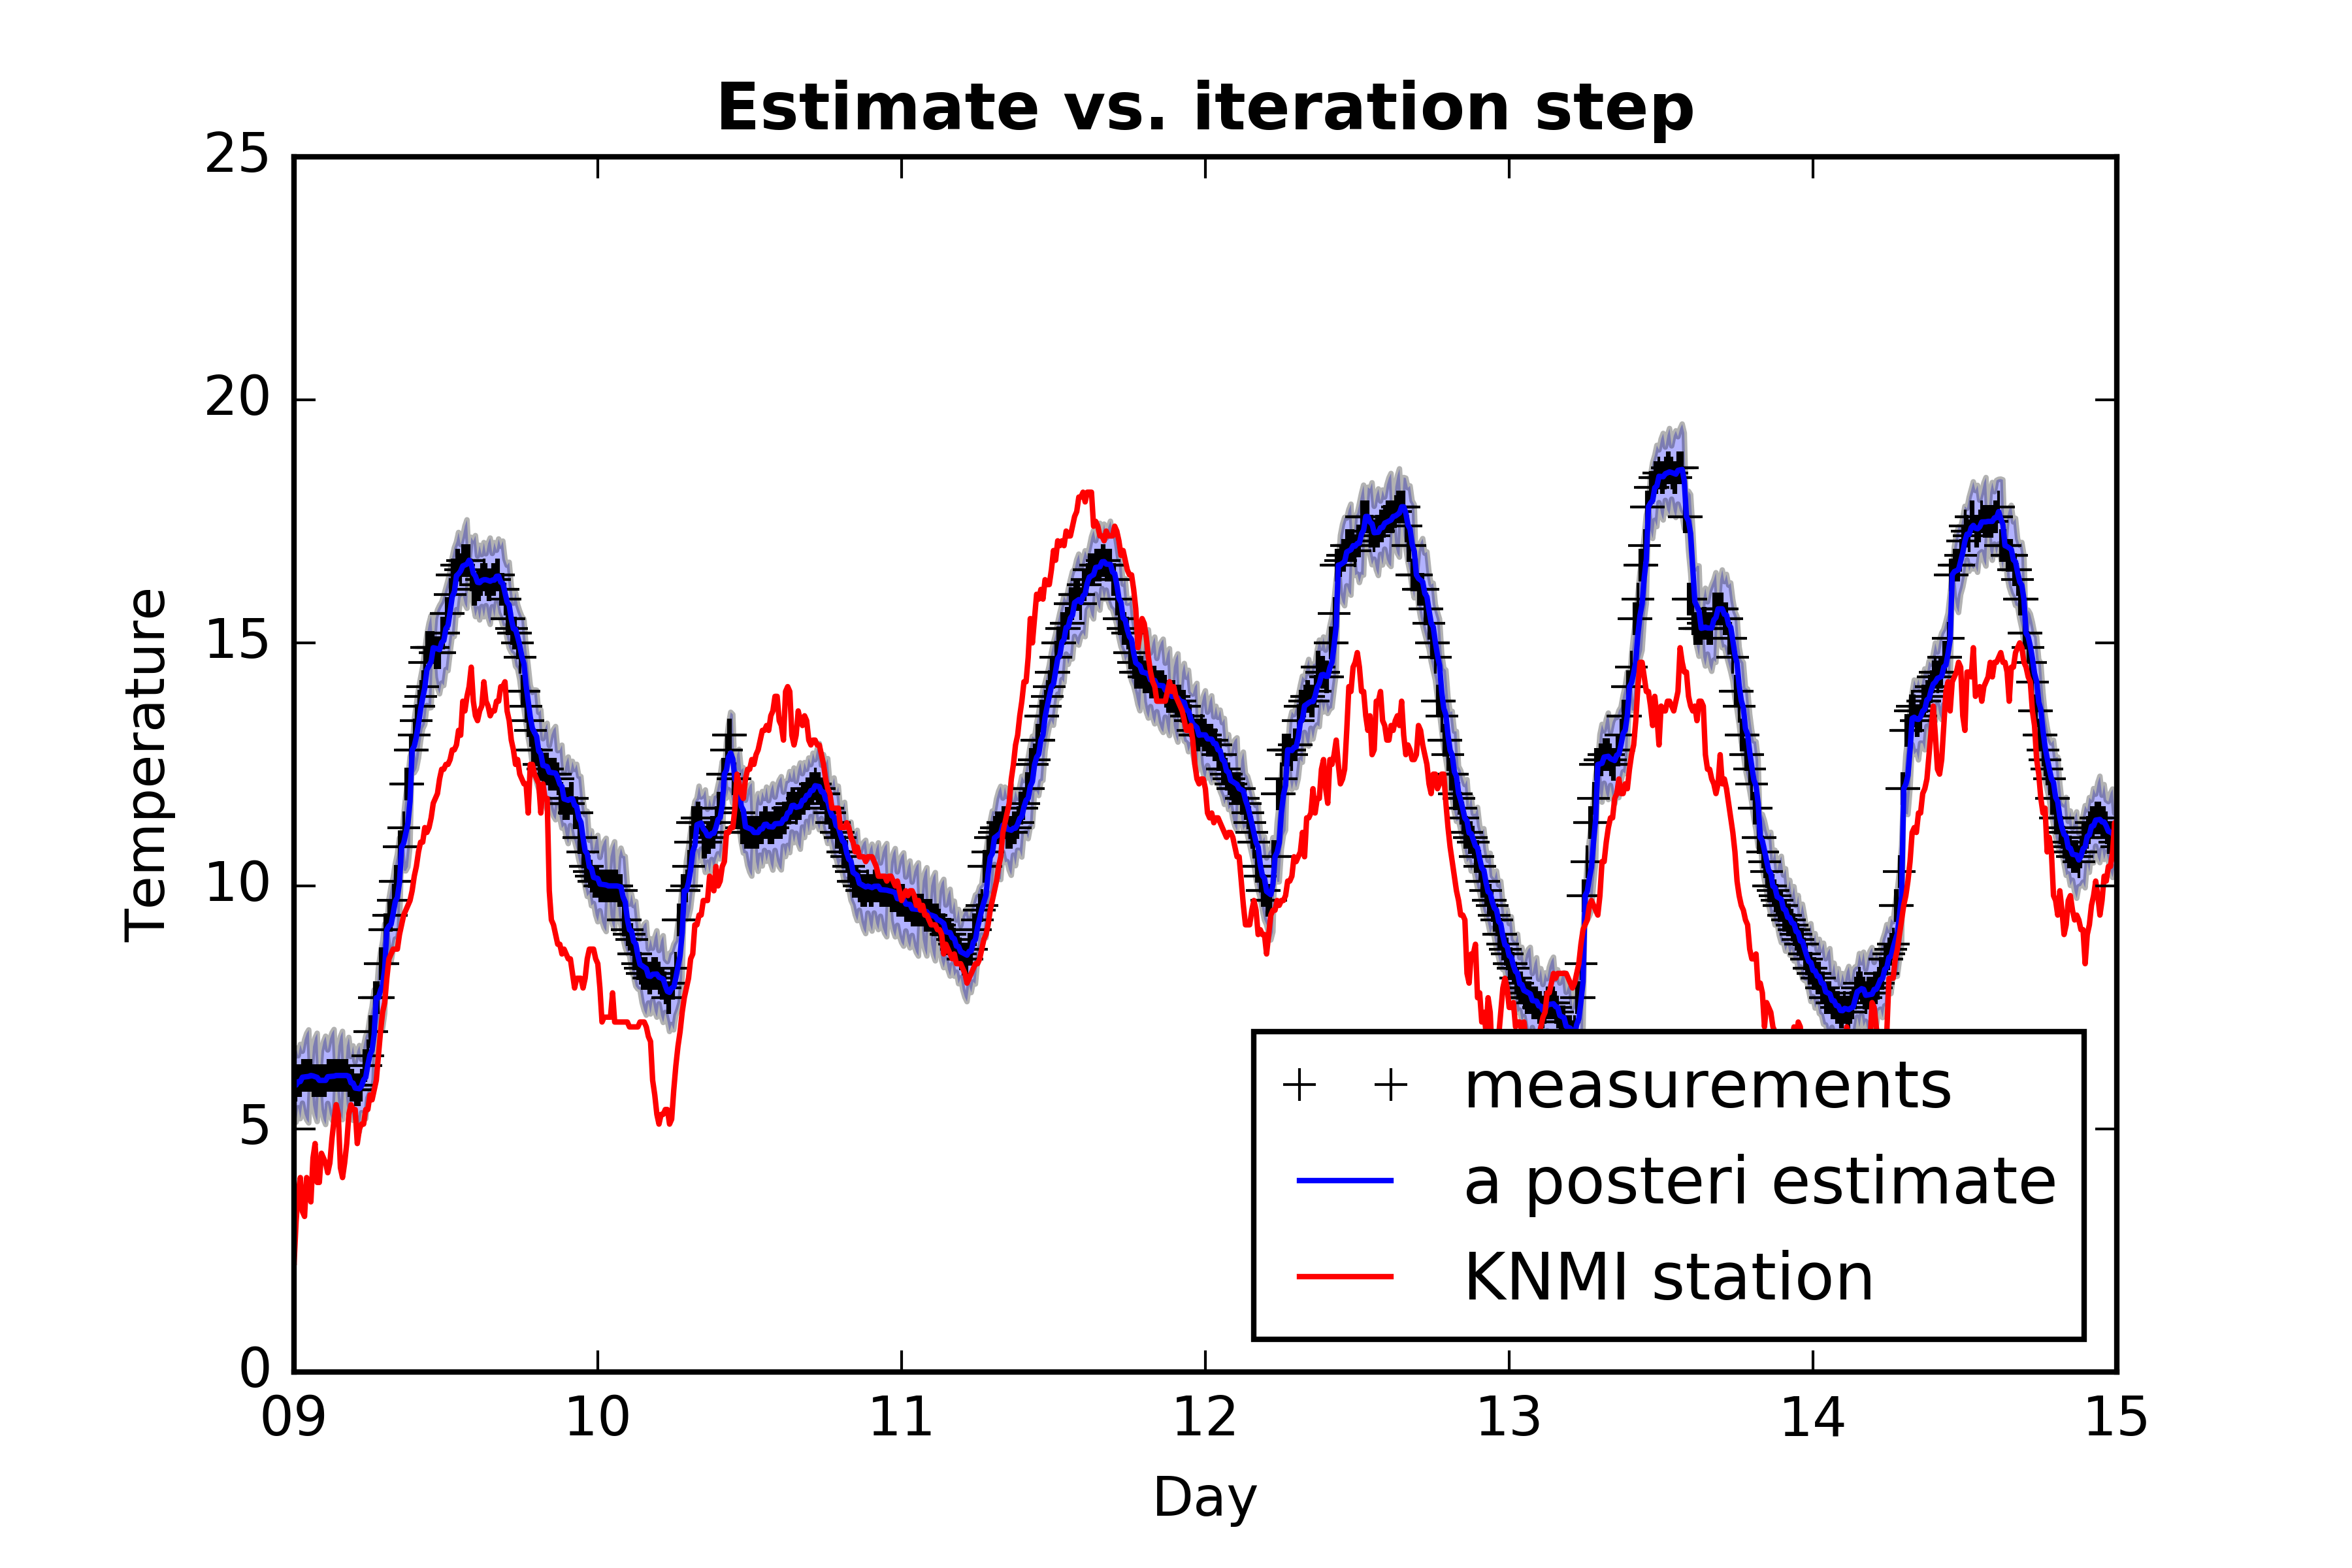 Estimate vs. iteration step
25
20
15
10
5
0
Temperature
09 10 11 12 13 14 15
Day
measurements
a posteri estimate
KNMI station